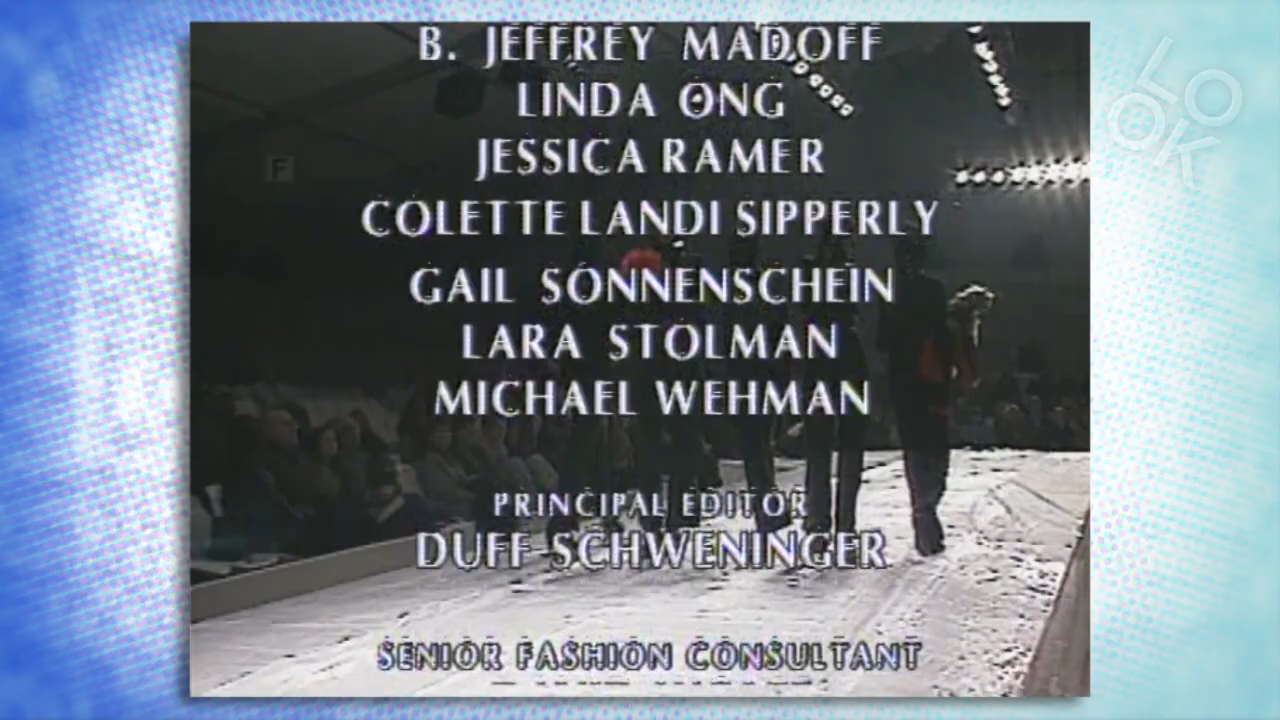 B. JEFFREY MADOFF
LINDA ONG
JESSICA RAMER
COLETTE LANDI SIPPERLY
GAIL SONNENSCHEIN
LARA STOLMAN
MICHAEL WEHMAN
PRINCIPAL EDITOR
DUFF SCHWENINGER
SENIOR FASHION CONSULTANT
F
LOOK